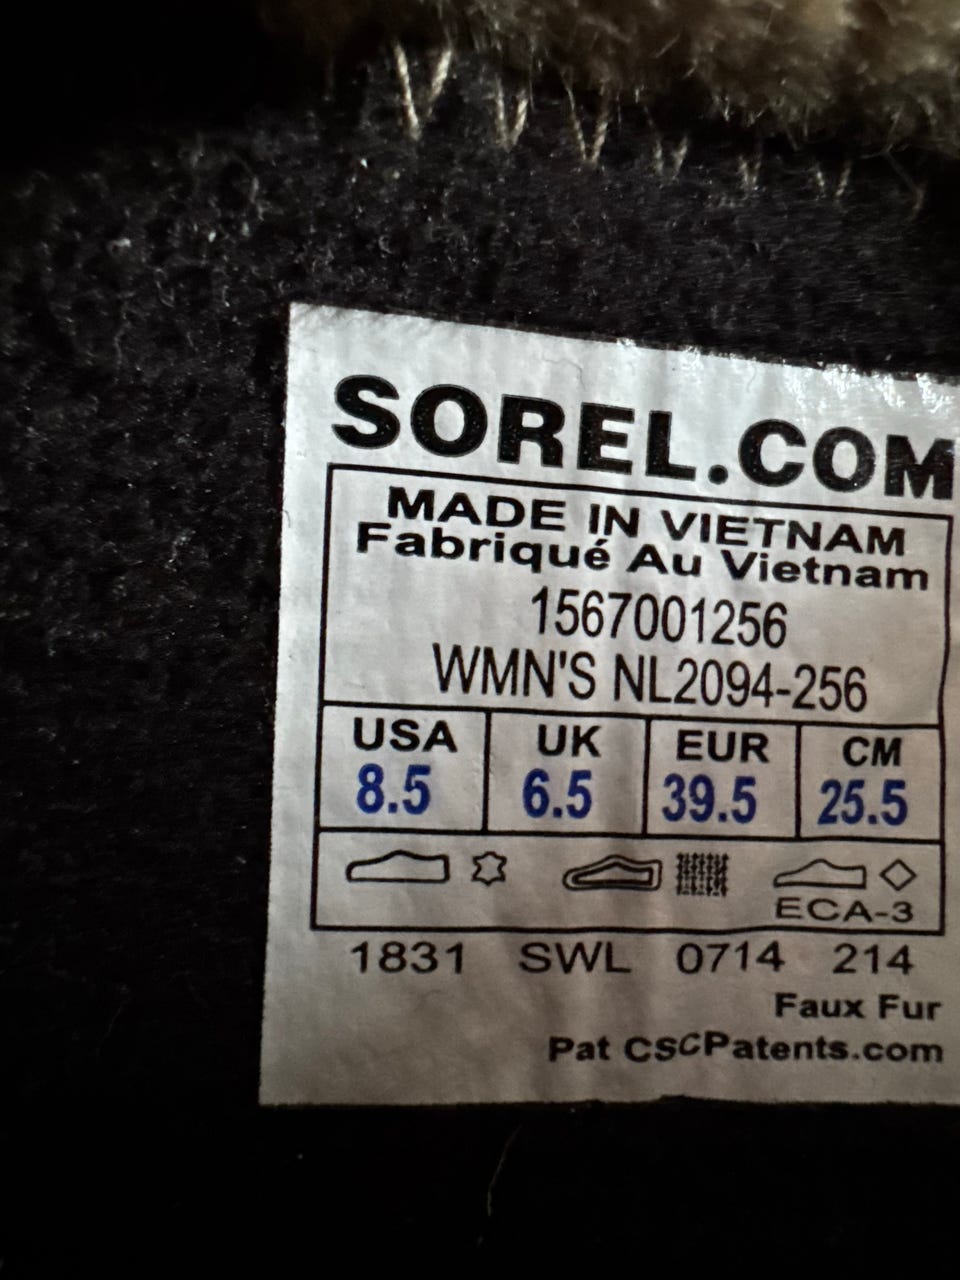 SOREL.COM
MADE IN VIETNAM
Fabriqué Au Vietnam
1567001256
WMN'S NL2094-256
USA UK EUR CM
8.5 6.5 39.5 25.5
ECA-3
1831 SWL 0714 214
Faux Fur
Pat CSCPatents.com